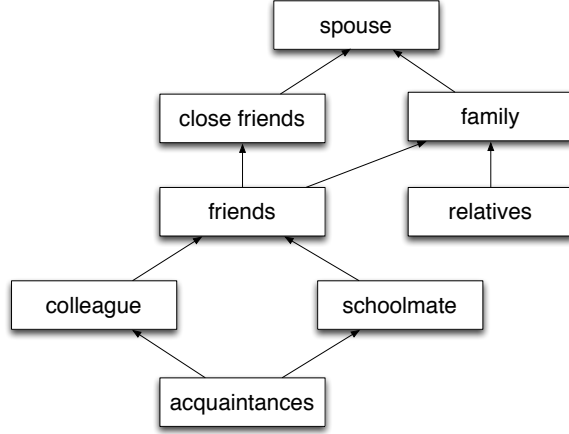 spouse
close friends
family
friends
relatives
colleague
schoolmate
acquaintances